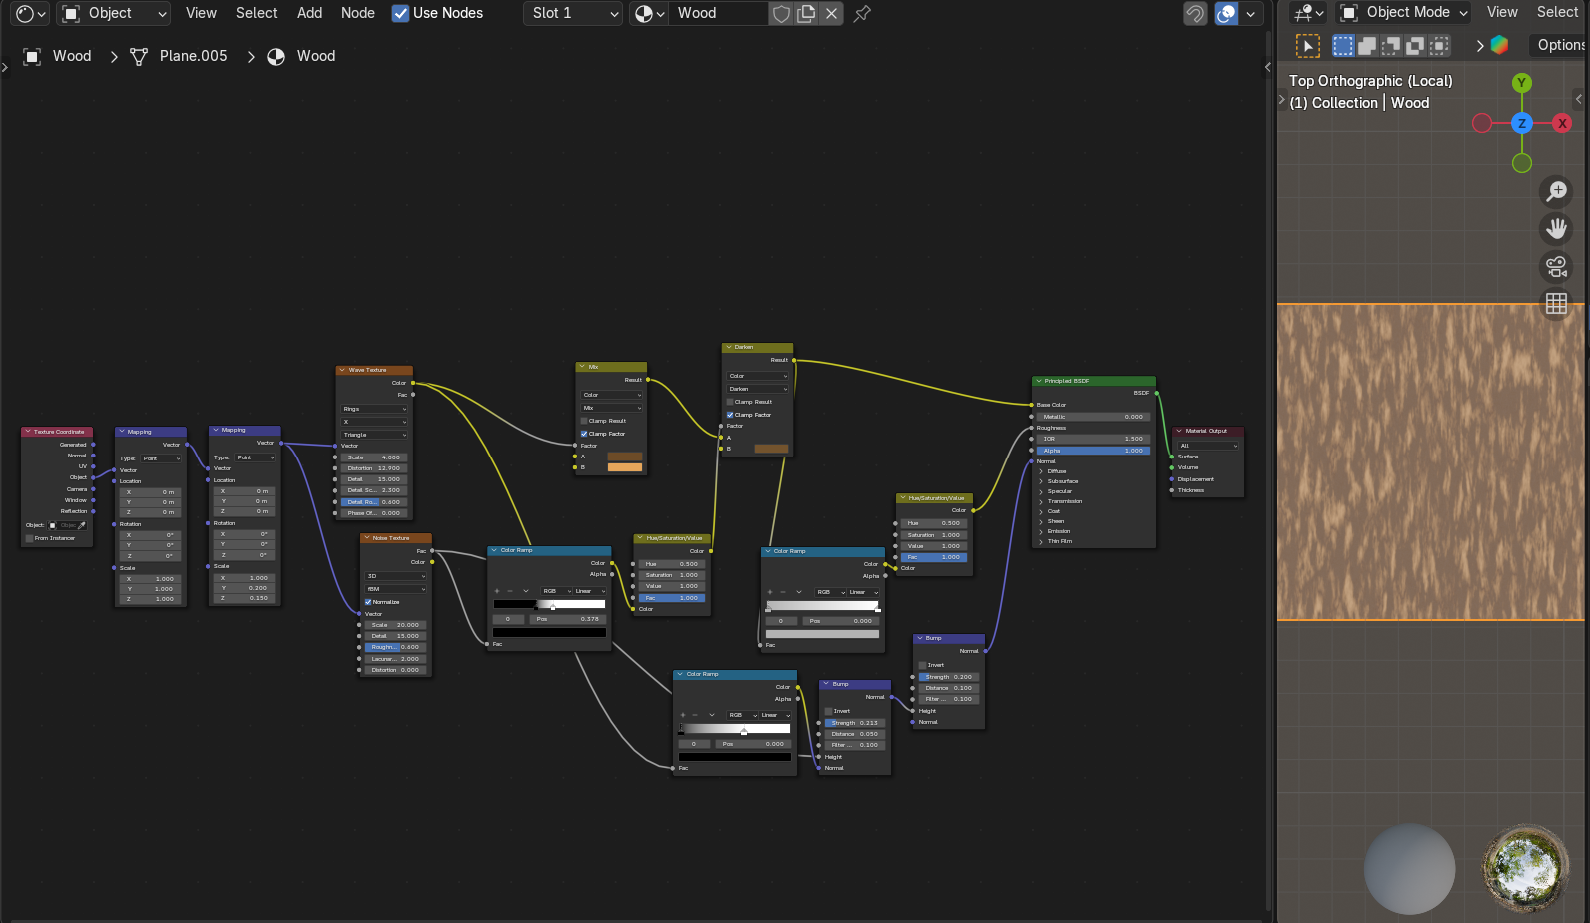 Object
View
Select
Add
Node
Use Nodes
Slot 1
Wood
Object Mode
View
Select
Options
Wood
Plane.005
Wood
Top Orthographic (Local)
(1) Collection | Wood
Y
Z
X
Texture Coordinate
Generated
Normal
UV
Object
Camera
Window
Reflection
Object:
From Instancer
Mapping
Vector
Type: Point
Vector
Location
X 0 m
Y 0 m
Z 0 m
Rotation
X 0°
Y 0°
Z 0°
Scale
X 1.000
Y 1.000
Z 1.000
Mapping
Vector
Type: Point
Vector
Location
X 0 m
Y 0 m
Z 0 m
Rotation
X 0°
Y 0°
Z 0°
Scale
X 1.000
Y 0.200
Z 0.150
Wave Texture
Color
Fac
Rings
X
Triangle
Vector
Distortion 12.900
Detail 15.000
Detail Sc... 2.300
Detail Ro... 0.600
Phase Of... 0.000
Noise Texture
Fac
Color
3D
fBM
Normalize
Vector
Scale 20.000
Detail 15.000
Roughn... 0.600
Lacunar... 2.000
Distortion 0.000
Color Ramp
Color
Alpha
RGB
Linear
0
Pos 0.378
Fac
Mix
Result
Color
Mix
Clamp Result
Clamp Factor
Factor
A
B
Hue/Saturation/Value
Color
Hue 0.500
Saturation 1.000
Value 1.000
Fac 1.000
Color
Darken
Result
Color
Darken
Clamp Result
Clamp Factor
Factor
A
B
Color Ramp
Color
Alpha
RGB
Linear
0
Pos 0.000
Fac
Color Ramp
Color
Alpha
RGB
Linear
0
Pos 0.000
Fac
Bump
Normal
Invert
Strength 0.213
Distance 0.050
Filter ... 0.100
Height
Normal
Hue/Saturation/Value
Color
Hue 0.500
Saturation 1.000
Value 1.000
Fac 1.000
Color
Bump
Normal
Invert
Strength 0.200
Distance 0.100
Filter ... 0.100
Height
Normal
Principled BSDF
BSDF
Base Color
Metallic 0.000
Roughness
IOR 1.500
Alpha 1.000
Normal
Diffuse
Subsurface
Specular
Transmission
Coat
Sheen
Emission
Thin Film
Material Output
All
Surface
Volume
Displacement
Thickness